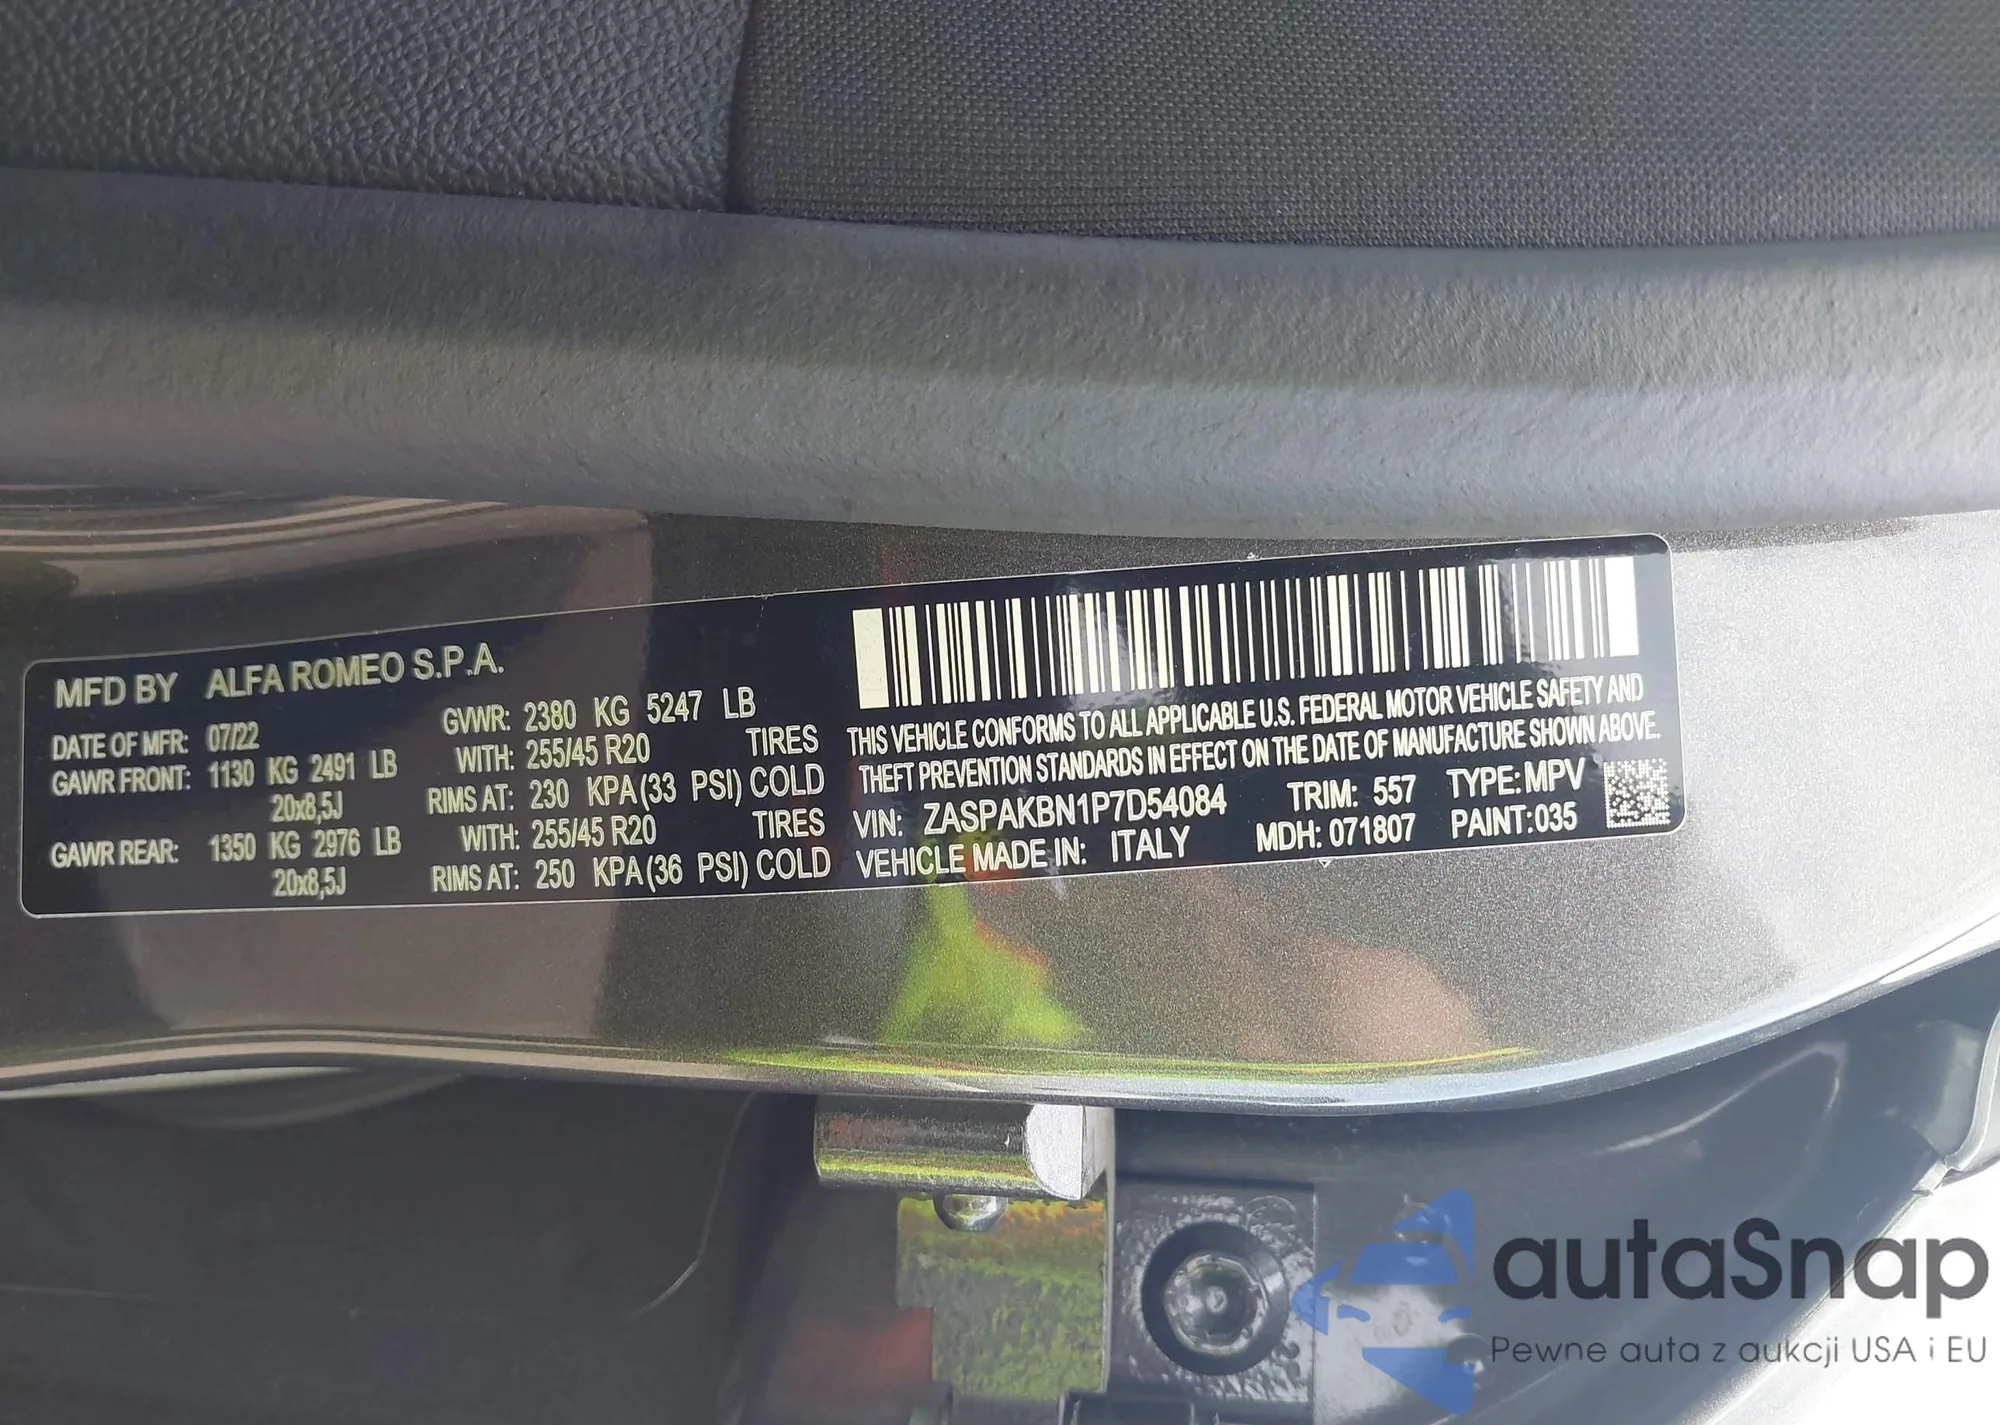 MFD BY ALFA ROMEO S.P.A.
DATE OF MFR: 07/22 GVWR: 2380 KG 5247 LB
GAWR FRONT: 1130 KG 2491 LB WITH: 255/45 R20 TIRES
20x8,5J RIMS AT: 230 KPA(33 PSI) COLD
GAWR REAR: 1350 KG 2976 LB WITH: 255/45 R20 TIRES
20x8,5J RIMS AT: 250 KPA(36 PSI) COLD
THIS VEHICLE CONFORMS TO ALL APPLICABLE U.S. FEDERAL MOTOR VEHICLE SAFETY AND
THEFT PREVENTION STANDARDS IN EFFECT ON THE DATE OF MANUFACTURE SHOWN ABOVE.
VIN: ZASPAKBN1P7D54084 TRIM: 557 TYPE: MPV
VEHICLE MADE IN: ITALY MDH: 071807 PAINT:035
autaSnap
Pewne auta z aukcji USA i EU